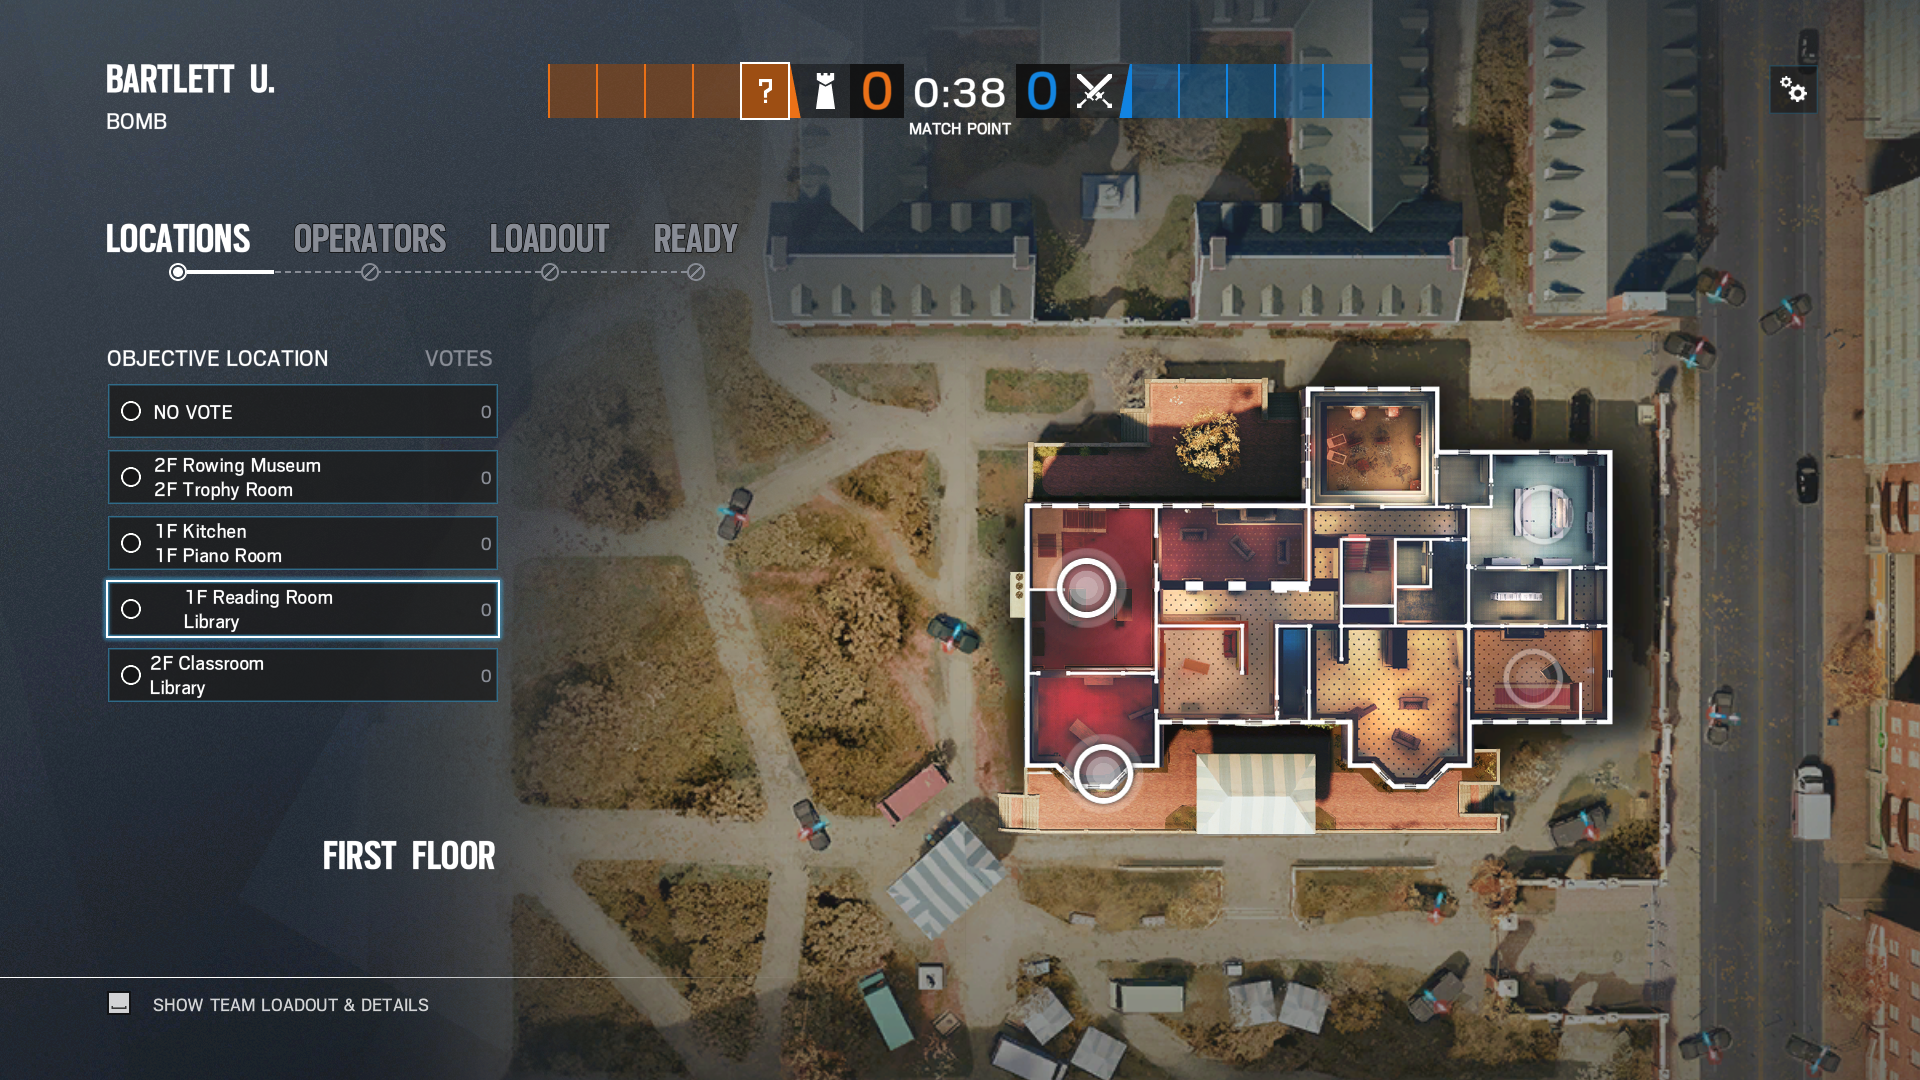 BARTLETT U.
BOMB
?
0
0:38
0
MATCH POINT
LOCATIONS
OPERATORS
LOADOUT
READY
OBJECTIVE LOCATION
VOTES
NO VOTE
0
2F Rowing Museum
2F Trophy Room
0
1F Kitchen
1F Piano Room
0
1F Reading Room
Library
0
2F Classroom
Library
0
FIRST FLOOR
SHOW TEAM LOADOUT & DETAILS